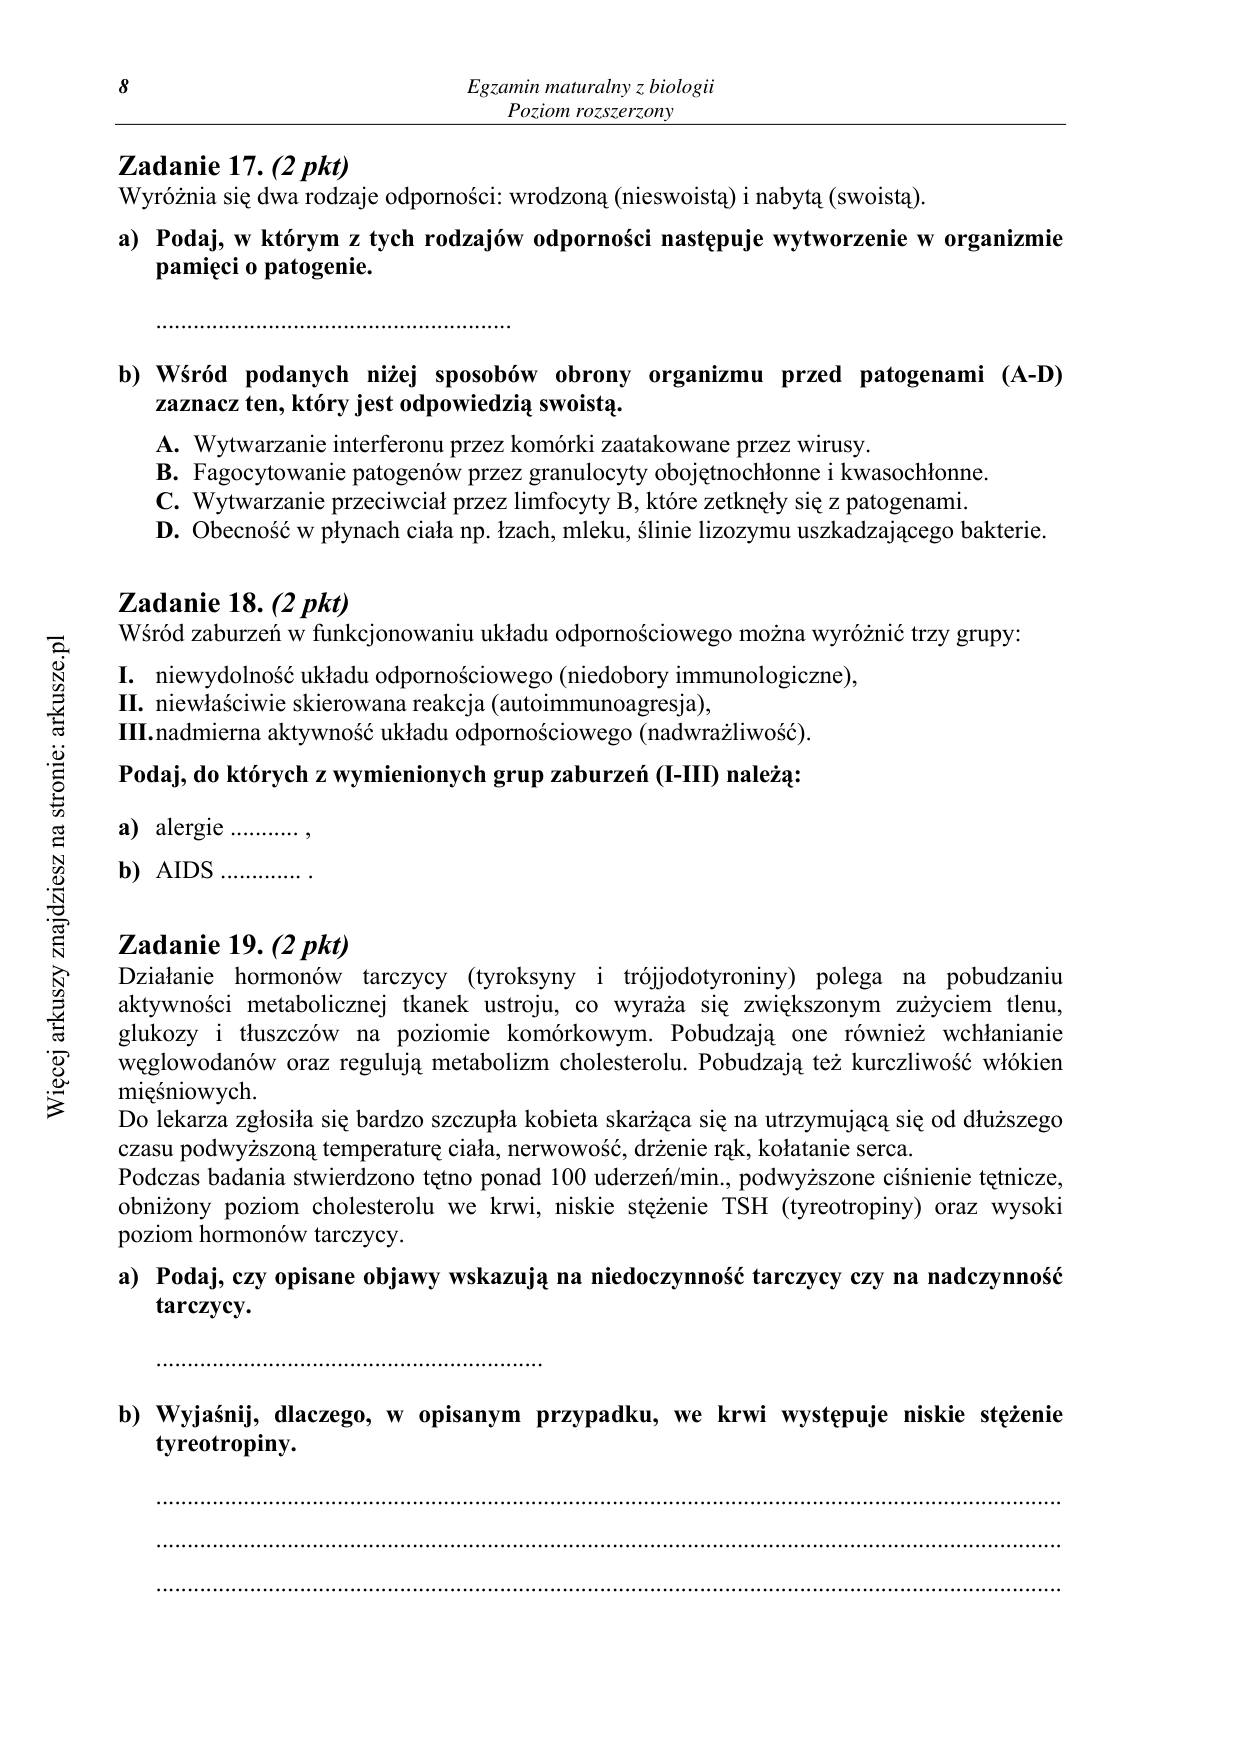 8
Egzamin maturalny z biologii
Poziom rozszerzony
Zadanie 17. (2 pkt)
Wyróżnia się dwa rodzaje odporności: wrodzoną (nieswoistą) i nabytą (swoistą).
a) Podaj, w którym z tych rodzajów odporności następuje wytworzenie w organizmie
pamięci o patogenie.
.........................................................
b) Wśród podanych niżej sposobów obrony organizmu przed patogenami (A-D)
zaznacz ten, który jest odpowiedzią swoistą.
A. Wytwarzanie interferonu przez komórki zaatakowane przez wirusy.
B. Fagocytowanie patogenów przez granulocyty obojętnochłonne i kwasochłonne.
C. Wytwarzanie przeciwciał przez limfocyty B, które zetknęły się z patogenami.
D. Obecność w płynach ciała np. łzach, mleku, ślinie lizozymu uszkadzającego bakterie.
Zadanie 18. (2 pkt)
Wśród zaburzeń w funkcjonowaniu układu odpornościowego można wyróżnić trzy grupy:
I. niewydolność układu odpornościowego (niedobory immunologiczne),
II. niewłaściwie skierowana reakcja (autoimmunoagresja),
III. nadmierna aktywność układu odpornościowego (nadwrażliwość).
Podaj, do których z wymienionych grup zaburzeń (I-III) należą:
a) alergie ........... ,
b) AIDS ............. .
Zadanie 19. (2 pkt)
Działanie hormonów tarczycy (tyroksyny i trójjodotyroniny) polega na pobudzaniu
aktywności metabolicznej tkanek ustroju, co wyraża się zwiększonym zużyciem tlenu,
glukozy i tłuszczów na poziomie komórkowym. Pobudzają one również wchłanianie
węglowodanów oraz regulują metabolizm cholesterolu. Pobudzają też kurczliwość włókien
mięśniowych.
Do lekarza zgłosiła się bardzo szczupła kobieta skarżąca się na utrzymującą się od dłuższego
czasu podwyższoną temperaturę ciała, nerwowość, drżenie rąk, kołatanie serca.
Podczas badania stwierdzono tętno ponad 100 uderzeń/min., podwyższone ciśnienie tętnicze,
obniżony poziom cholesterolu we krwi, niskie stężenie TSH (tyreotropiny) oraz wysoki
poziom hormonów tarczycy.
a) Podaj, czy opisane objawy wskazują na niedoczynność tarczycy czy na nadczynność
tarczycy.
..............................................................
b) Wyjaśnij, dlaczego, w opisanym przypadku, we krwi występuje niskie stężenie
tyreotropiny.
.................................................................................................................................................
.................................................................................................................................................
.................................................................................................................................................
Więcej arkuszy znajdziesz na stronie: arkusze.pl